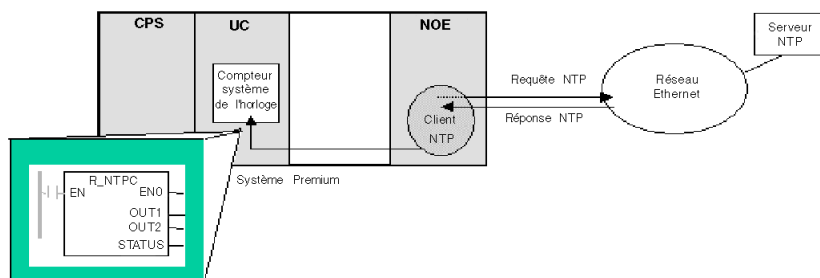 CPS
UC
NOE
Serveur
NTP
Compteur
système
de l'horloge
Requête NTP
Réseau
Ethernet
Client
NTP
Réponse NTP
Système Premium
R_NTPC
EN
ENO
OUT1
OUT2
STATUS